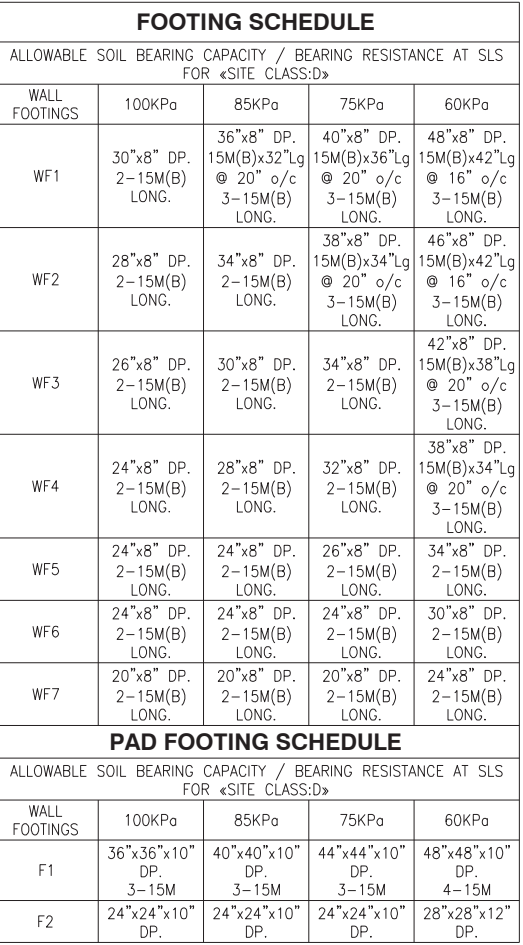 FOOTING SCHEDULE
ALLOWABLE SOIL BEARING CAPACITY / BEARING RESISTANCE AT SLS
FOR «SITE CLASS:D»
WALL
FOOTINGS
100KPa
85KPa
75KPa
60KPa
WF1
30"x8" DP.
2-15M(B)
LONG.
36"x8" DP.
15M(B)x32"Lg
@ 20" o/c
3-15M(B)
LONG.
40"x8" DP.
15M(B)x36"Lg
@ 20" o/c
3-15M(B)
LONG.
48"x8" DP.
15M(B)x42"Lg
@ 16" o/c
3-15M(B)
LONG.
WF2
28"x8" DP.
2-15M(B)
LONG.
34"x8" DP.
2-15M(B)
LONG.
38"x8" DP.
15M(B)x34"Lg
@ 20" o/c
3-15M(B)
LONG.
46"x8" DP.
15M(B)x42"Lg
@ 16" o/c
3-15M(B)
LONG.
WF3
26"x8" DP.
2-15M(B)
LONG.
30"x8" DP.
2-15M(B)
LONG.
34"x8" DP.
2-15M(B)
LONG.
42"x8" DP.
15M(B)x38"Lg
@ 20" o/c
3-15M(B)
LONG.
WF4
24"x8" DP.
2-15M(B)
LONG.
28"x8" DP.
2-15M(B)
LONG.
32"x8" DP.
2-15M(B)
LONG.
38"x8" DP.
15M(B)x34"Lg
@ 20" o/c
3-15M(B)
LONG.
WF5
24"x8" DP.
2-15M(B)
LONG.
24"x8" DP.
2-15M(B)
LONG.
26"x8" DP.
2-15M(B)
LONG.
34"x8" DP.
2-15M(B)
LONG.
WF6
24"x8" DP.
2-15M(B)
LONG.
24"x8" DP.
2-15M(B)
LONG.
24"x8" DP.
2-15M(B)
LONG.
30"x8" DP.
2-15M(B)
LONG.
WF7
20"x8" DP.
2-15M(B)
LONG.
20"x8" DP.
2-15M(B)
LONG.
20"x8" DP.
2-15M(B)
LONG.
24"x8" DP.
2-15M(B)
LONG.
PAD FOOTING SCHEDULE
ALLOWABLE SOIL BEARING CAPACITY / BEARING RESISTANCE AT SLS
FOR «SITE CLASS:D»
WALL
FOOTINGS
100KPa
85KPa
75KPa
60KPa
F1
36"x36"x10"
DP.
3-15M
40"x40"x10"
DP.
3-15M
44"x44"x10"
DP.
3-15M
48"x48"x10"
DP.
4-15M
F2
24"x24"x10"
DP.
24"x24"x10"
DP.
24"x24"x10"
DP.
28"x28"x12"
DP.